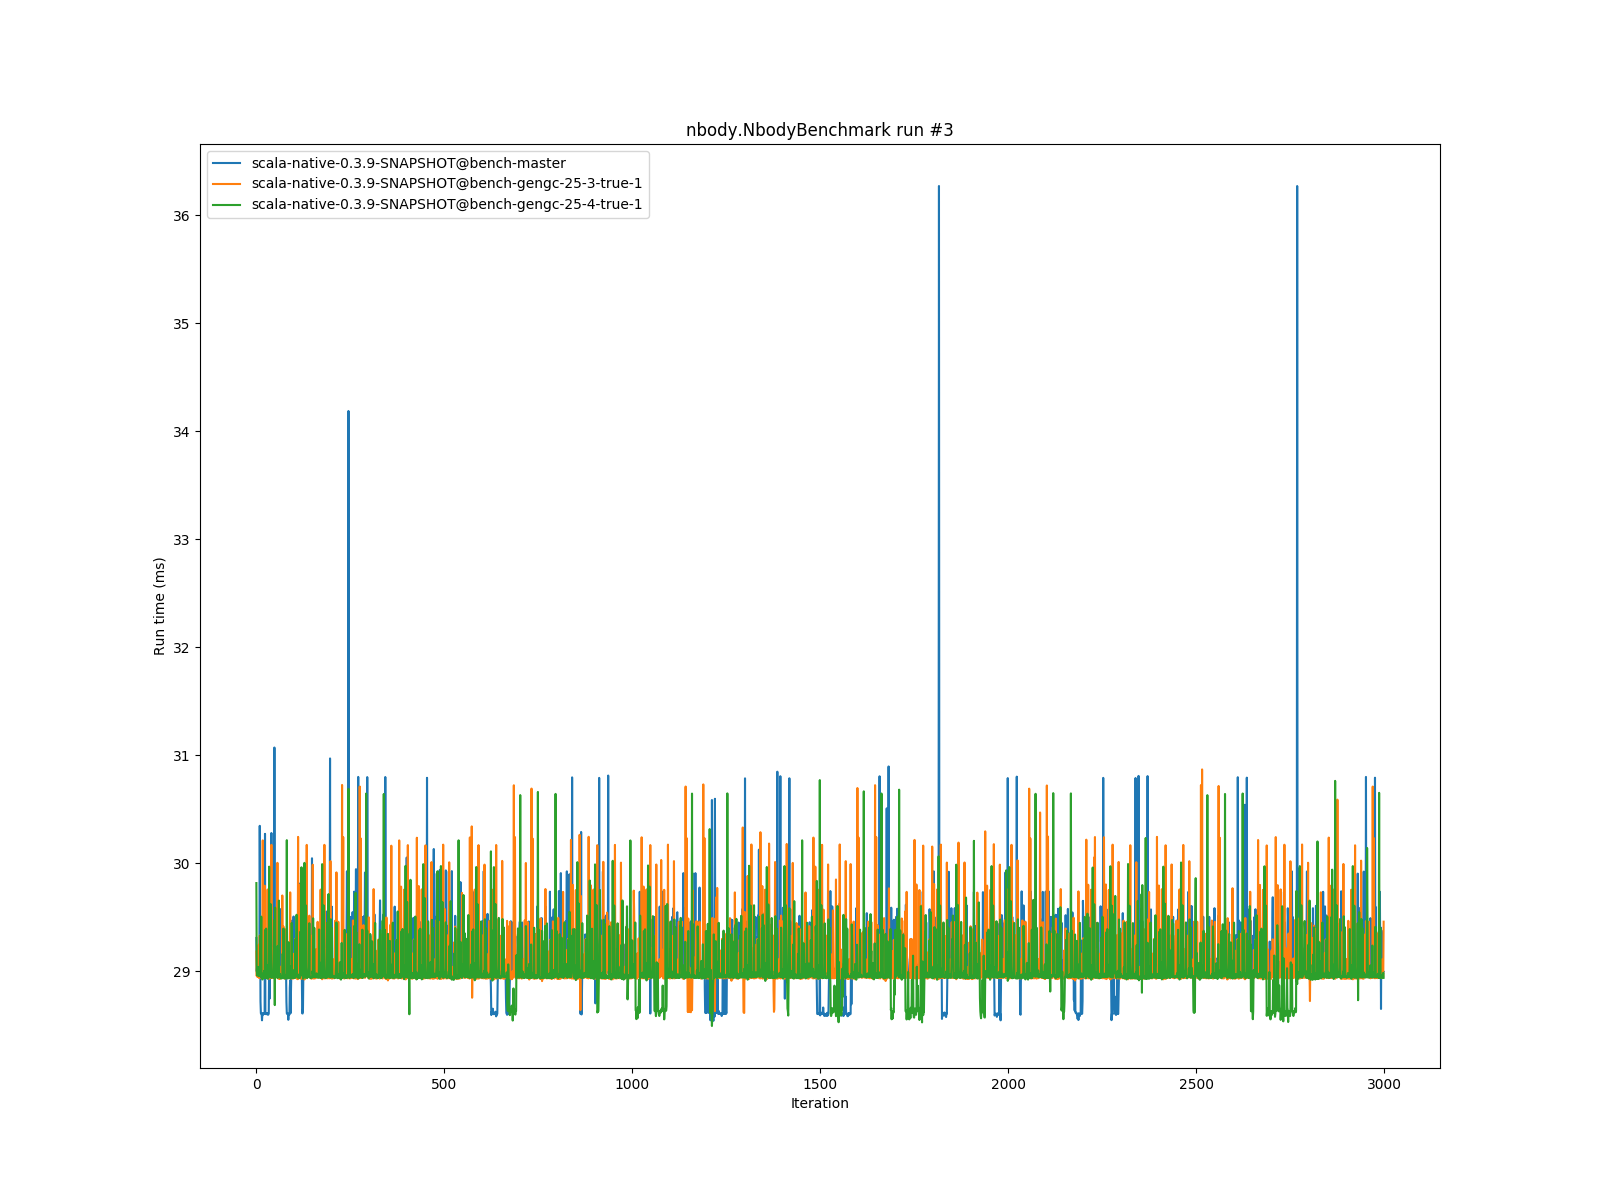 nbody.NbodyBenchmark run #3
scala-native-0.3.9-SNAPSHOT@bench-master
scala-native-0.3.9-SNAPSHOT@bench-gengc-25-3-true-1
scala-native-0.3.9-SNAPSHOT@bench-gengc-25-4-true-1
36
35
34
33
32
31
30
29
Run time (ms)
0 500 1000 1500 2000 2500 3000
Iteration